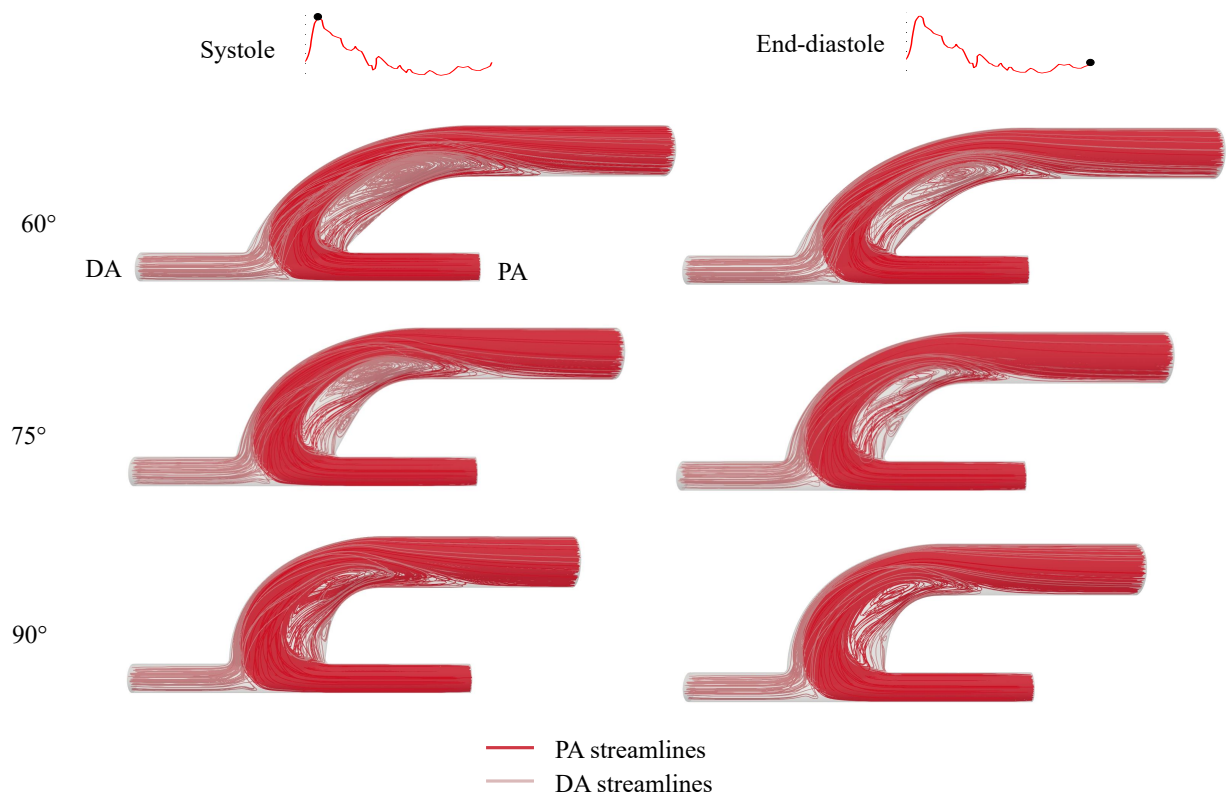 Systole
End-diastole
60°
DA
PA
75°
90°
PA streamlines
DA streamlines